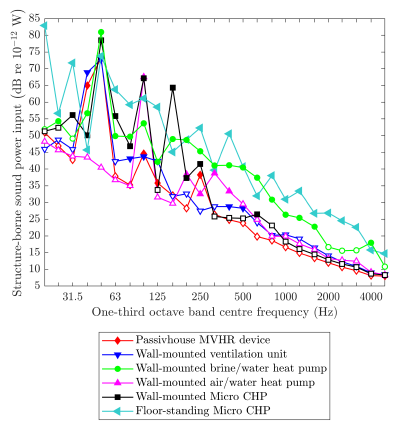 85
80
75
70
65
60
55
50
45
40
35
30
25
20
15
10
5
Structure-borne sound power input (dB re 10⁻¹² W)
31.5 63 125 250 500 1000 2000 4000
One-third octave band centre frequency (Hz)
Passivhouse MVHR device
Wall-mounted ventilation unit
Wall-mounted brine/water heat pump
Wall-mounted air/water heat pump
Wall-mounted Micro CHP
Floor-standing Micro CHP